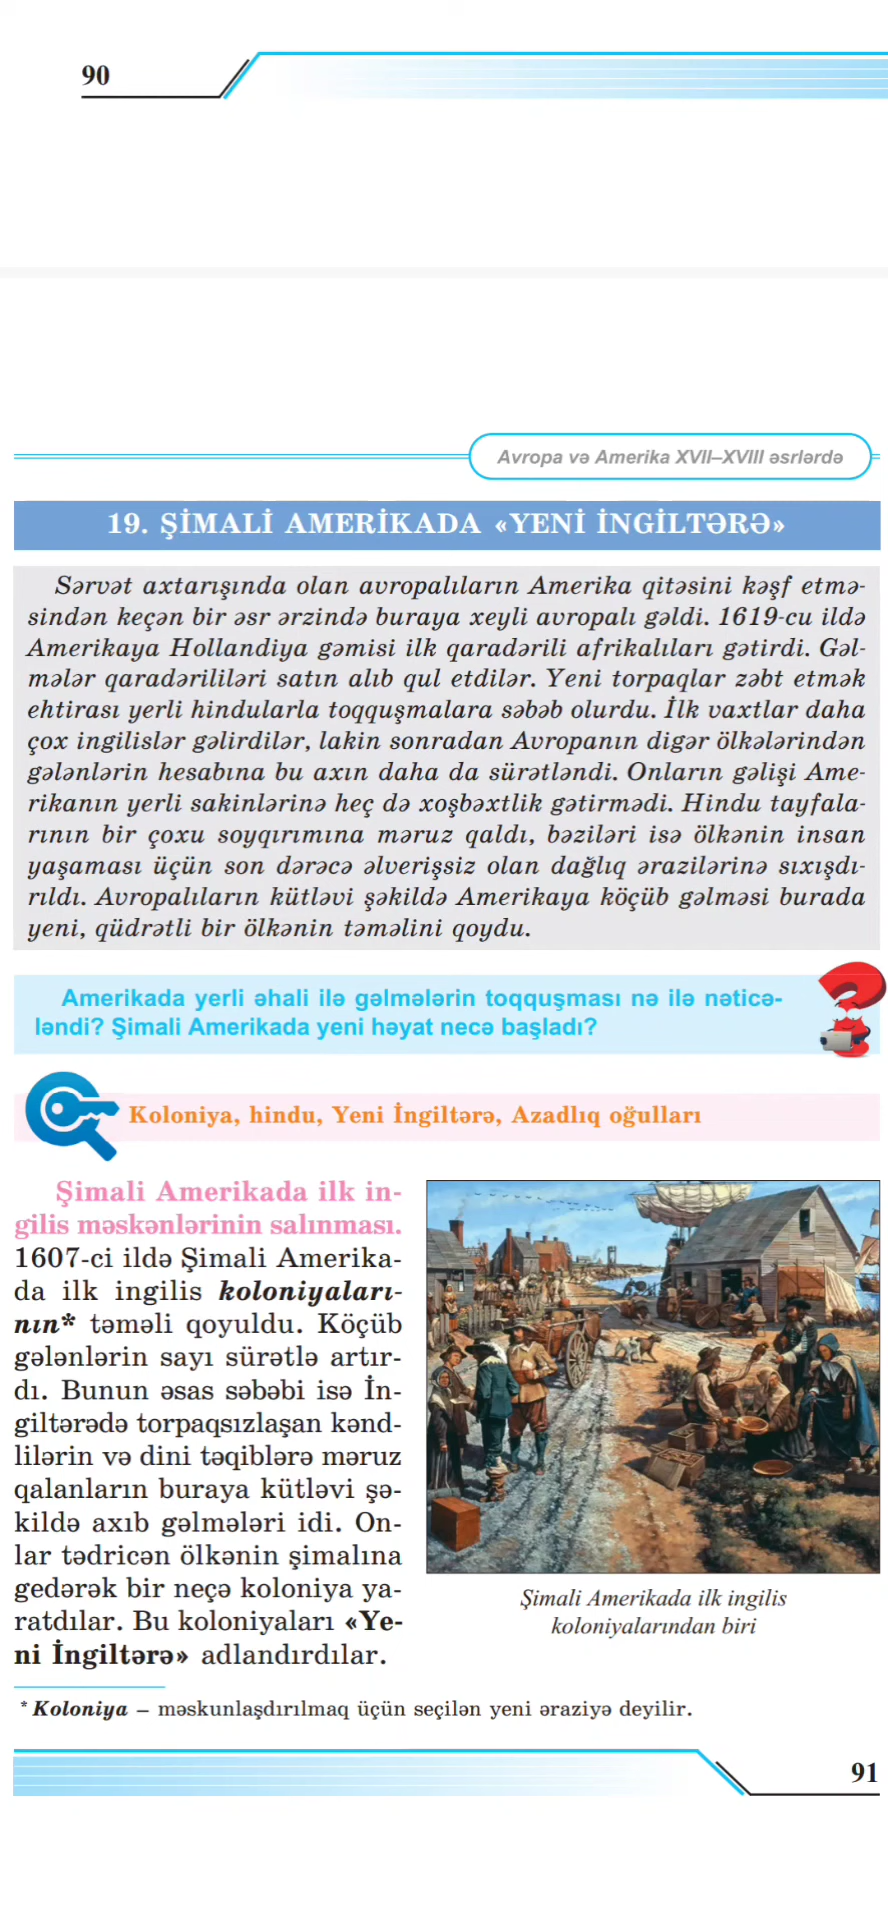 90
Avropa və Amerika XVII–XVIII əsrlərdə
19. ŞİMALİ AMERİKADA «YENİ İNGİLTƏRƏ»
Sərvət axtarışında olan avropalıların Amerika qitəsini kəşf etmə-
sindən keçən bir əsr ərzində buraya xeyli avropalı gəldi. 1619-cu ildə
Amerikaya Hollandiya gəmisi ilk qaradərili afrikalıları gətirdi. Gəl-
mələr qaradərililəri satın alıb qul etdilər. Yeni torpaqlar zəbt etmək
ehtirası yerli hindularla toqquşmalara səbəb olurdu. İlk vaxtlar daha
çox ingilislər gəlirdilər, lakin sonradan Avropanın digər ölkələrindən
gələnlərin hesabına bu axın daha da sürətləndi. Onların gəlişi Ame-
rikanın yerli sakinlərinə heç də xoşbəxtlik gətirmədi. Hindu tayfala-
rının bir çoxu soyqırımına məruz qaldı, bəziləri isə ölkənin insan
yaşaması üçün son dərəcə əlverişsiz olan dağlıq ərazilərinə sıxışdı-
rıldı. Avropalıların kütləvi şəkildə Amerikaya köçüb gəlməsi burada
yeni, qüdrətli bir ölkənin təməlini qoydu.
Amerikada yerli əhali ilə gəlmələrin toqquşması nə ilə nəticə-
ləndi? Şimali Amerikada yeni həyat necə başladı?
Koloniya, hindu, Yeni İngiltərə, Azadlıq oğulları
Şimali Amerikada ilk in-
gilis məskənlərinin salınması.
1607-ci ildə Şimali Amerika-
da ilk ingilis koloniyaları-
nın* təməli qoyuldu. Köçüb
gələnlərin sayı sürətlə artır-
dı. Bunun əsas səbəbi isə İn-
giltərədə torpaqsızlaşan kənd-
lilərin və dini təqiblərə məruz
qalanların buraya kütləvi şə-
kildə axıb gəlmələri idi. On-
lar tədricən ölkənin şimalına
gedərək bir neçə koloniya ya-
ratdılar. Bu koloniyaları «Ye-
ni İngiltərə» adlandırdılar.
Şimali Amerikada ilk ingilis
koloniyalarından biri
* Koloniya – məskunlaşdırılmaq üçün seçilən yeni əraziyə deyilir.
91